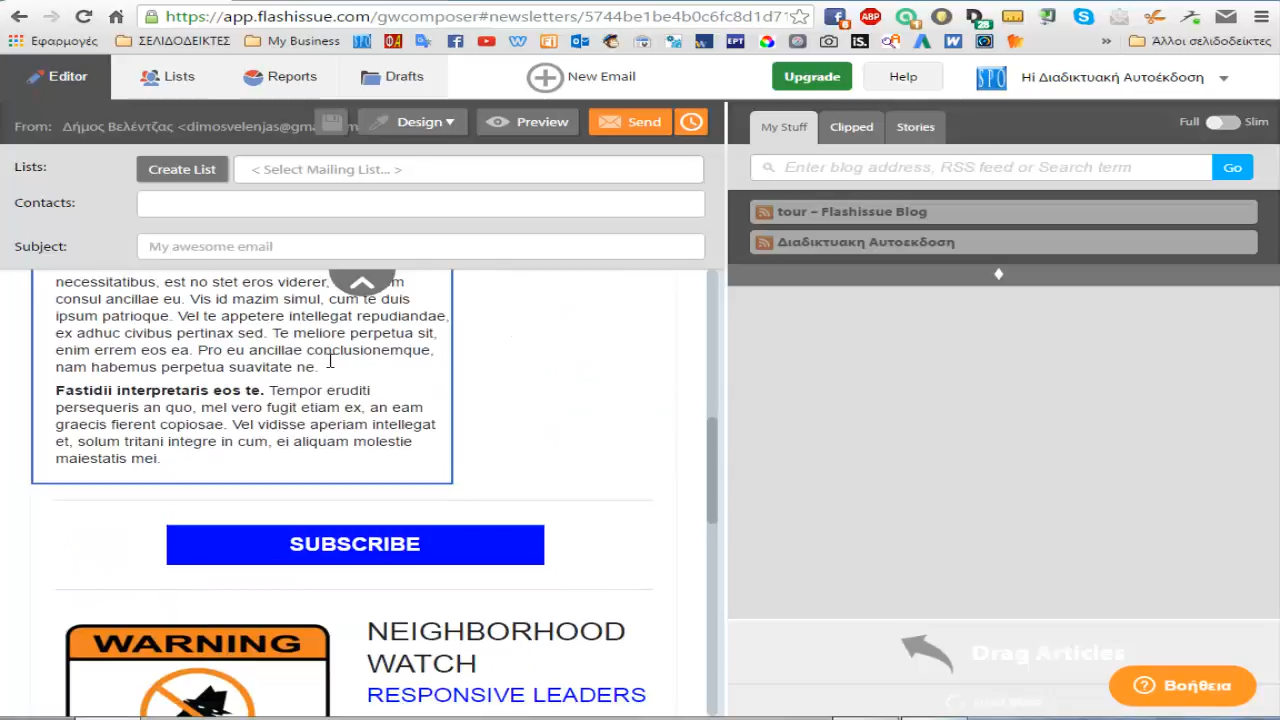 https://app.flashissue.com/gwcomposer#newsletters/5744be1be4b0c6fc8d1d71
Εφαρμογές ΣΕΛΙΔΟΔΕΙΚΤΕΣ MyBusiness » Άλλοι σελιδοδείκτες
Editor Lists Reports Drafts New Email Upgrade Help SPO Hi Διαδικτυακή Αυτοέκδοση
From: Δήμος Βελέντζας <dimosvelenjas@gm Design Preview Send
My Stuff Clipped Stories Full Slim
Lists: Create List < Select Mailing List... >
Enter blog address, RSS feed or Search term Go
Contacts:
Subject: My awesome email
tour – Flashissue Blog
Διαδικτυακη Αυτοεκδοση
necessitatibus, est no stet eros viderer,
consul ancillae eu. Vis id mazim simul, cum te duis
ipsum patrioque. Vel te appetere intellegat repudiandae,
ex adhuc civibus pertinax sed. Te meliore perpetua sit,
enim errem eos ea. Pro eu ancillae conclusionemque,
nam habemus perpetua suavitate ne.
Fastidii interpretaris eos te. Tempor eruditi
persequeris an quo, mel vero fugit etiam ex, an eam
graecis fierent copiosae. Vel vidisse aperiam intellegat
et, solum tritani integre in cum, ei aliquam molestie
maiestatis mei.
SUBSCRIBE
WARNING
NEIGHBORHOOD
WATCH
RESPONSIVE LEADERS
Drag Articles
Βοήθεια